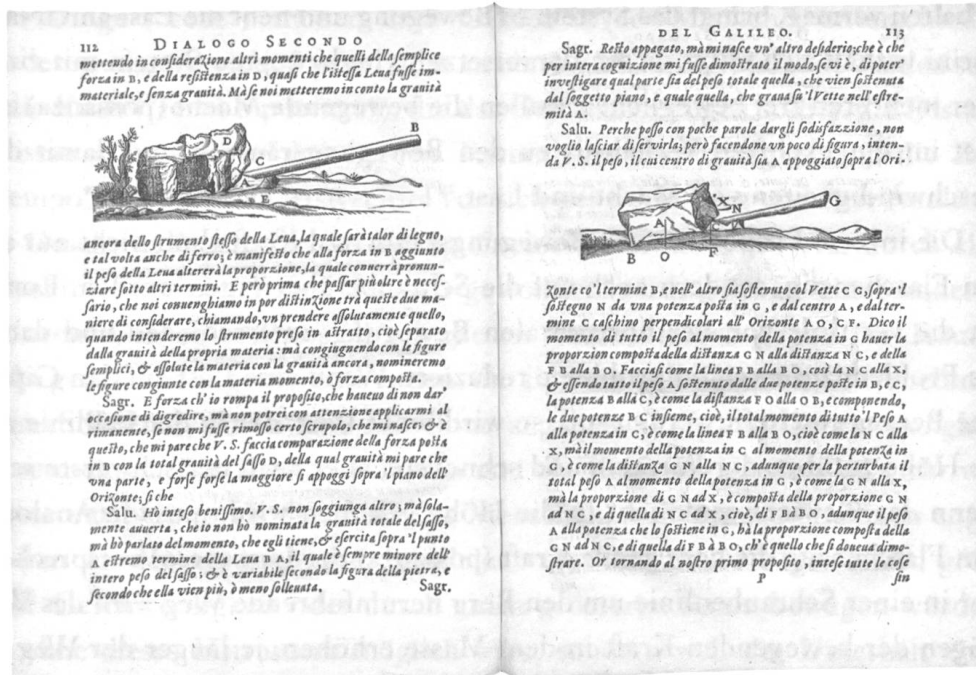 112 DIALOGO SECONDO
mettendo in conſiderazione altri momenti che quelli della ſemplice
forza in B, e della reſiſtenza in D, quaſi che l'iſteſſa Leua fuſſe im-
materiale, e ſenza grauità. Mà ſe noi metteremo in conto la grauità
D
C
B
E
ancora dello ſtrumento ſteſſo della Leua, la quale ſarà talor di legno,
e tal volta anche di ferro; è manifeſto che alla forza in B aggiunto
il peſo della Leua altererà la proporzione, la quale conuerrà pronun-
ziare ſotto altri termini. E però prima che paſſar più oltre è neceſ-
ſario, che noi conuenghiamo in por diſtinzione trà queſte due ma-
niere di conſiderare, chiamando, vn prendere aſſolutamente quello,
quando intenderemo lo ſtrumento preſo in aſtratto, cioè ſeparato
dalla grauità della propria materia: mà congiugnendo con le figure
ſemplici, & aſſolute la materia con la grauità ancora, nomineremo
le figure congiunte con la materia momento, ò forza compoſta.
Sagr. E forza ch' io rompa il propoſito, che haueuo di non dar'
occaſione di digredire, mà non potrei con attenzione applicarmi al
rimanente, ſe non mi fuſſe rimoſſo certo ſcrupolo, che mi naſce: & è
queſto, che mi pare che V. S. faccia comparazione della forza poſta
in B con la total grauità del ſaſſo D, della qual grauità mi pare che
vna parte, e forſe forſe la maggiore ſi appoggi ſopra 'l piano dell'
Orizonte; ſi che
Salu. Hò inteſo beniſſimo. V. S. non ſoggiunga altro, mà ſola-
mente auuerta, che io non hò nominata la grauità totale del ſaſſo,
mà hò parlato del momento, che egli tiene, & eſercita ſopra 'l punto
A eſtremo termine della Leua B A, il quale è ſempre minore dell'
intero peſo del ſaſſo; & è variabile ſecondo la figura della pietra, e
ſecondo che ella vien più, ò meno ſolleuata. Sagr.
DEL GALILEO. 113
Sagr. Reſto appagato, mà mi naſce vn' altro deſiderio; che è che
per intera cognizione mi fuſſe dimoſtrato il modo, ſe vi è, di poter
inueſtigare qual parte ſia del peſo totale quella, che vien ſoſtenuta
dal ſoggetto piano, e quale quella, che graua ſu 'l Vette nell' eſtre-
mità A.
Salu. Perche poſſo con poche parole dargli ſodisfazzione, non
voglio laſciar di ſeruirla; però facendone vn poco di figura, inten-
da V. S. il peſo, il cui centro di grauità ſia A appoggiato ſopra l' Ori.
X
N
G
A
B O F
zonte co 'l termine B, e nell' altro ſia ſoſtenuto col Vette C G, ſopra 'l
ſoſtegno N da vna potenza poſta in G, e dal centro A, e dal ter-
mine C caſchino perpendicolari all' Orizonte A O, C F. Dico il
momento di tutto il peſo al momento della potenza in G hauer la
proporzion compoſta della diſtanza G N alla diſtanza N C, e della
F B alla B O. Facciaſi come la linea F B alla B O, così la N C alla X
& eſſendo tutto il peſo A ſoſtenuto dalle due potenze poſte in B, e C,
la potenza B alla C, è come la diſtanza F O alla O B, e componendo,
le due potenze B C inſieme, cioè, il total momento di tutto 'l Peſo A
alla potenza in C, è come la linea F B alla B O, cioè come la N C alla
X, mà il momento della potenza in C al momento della potenza in
G, è come la diſtanza G N alla N C: adunque per la perturbata il
total peſo A al momento della potenza in G, è come la G N alla X,
mà la proporzione di G N ad X, è compoſta della proporzione G N
ad N C, e di quella di N C ad X, cioè, di F B à B O, adunque il peſo
A alla potenza che lo ſoſtiene in G, hà la proporzione compoſta della
G N ad N C, e di quella, di F B à B O, ch' è quello ſi doueua dimo-
ſtrare. Or tornando al noſtro primo propoſito, inteſe tutte le coſe
P ſin